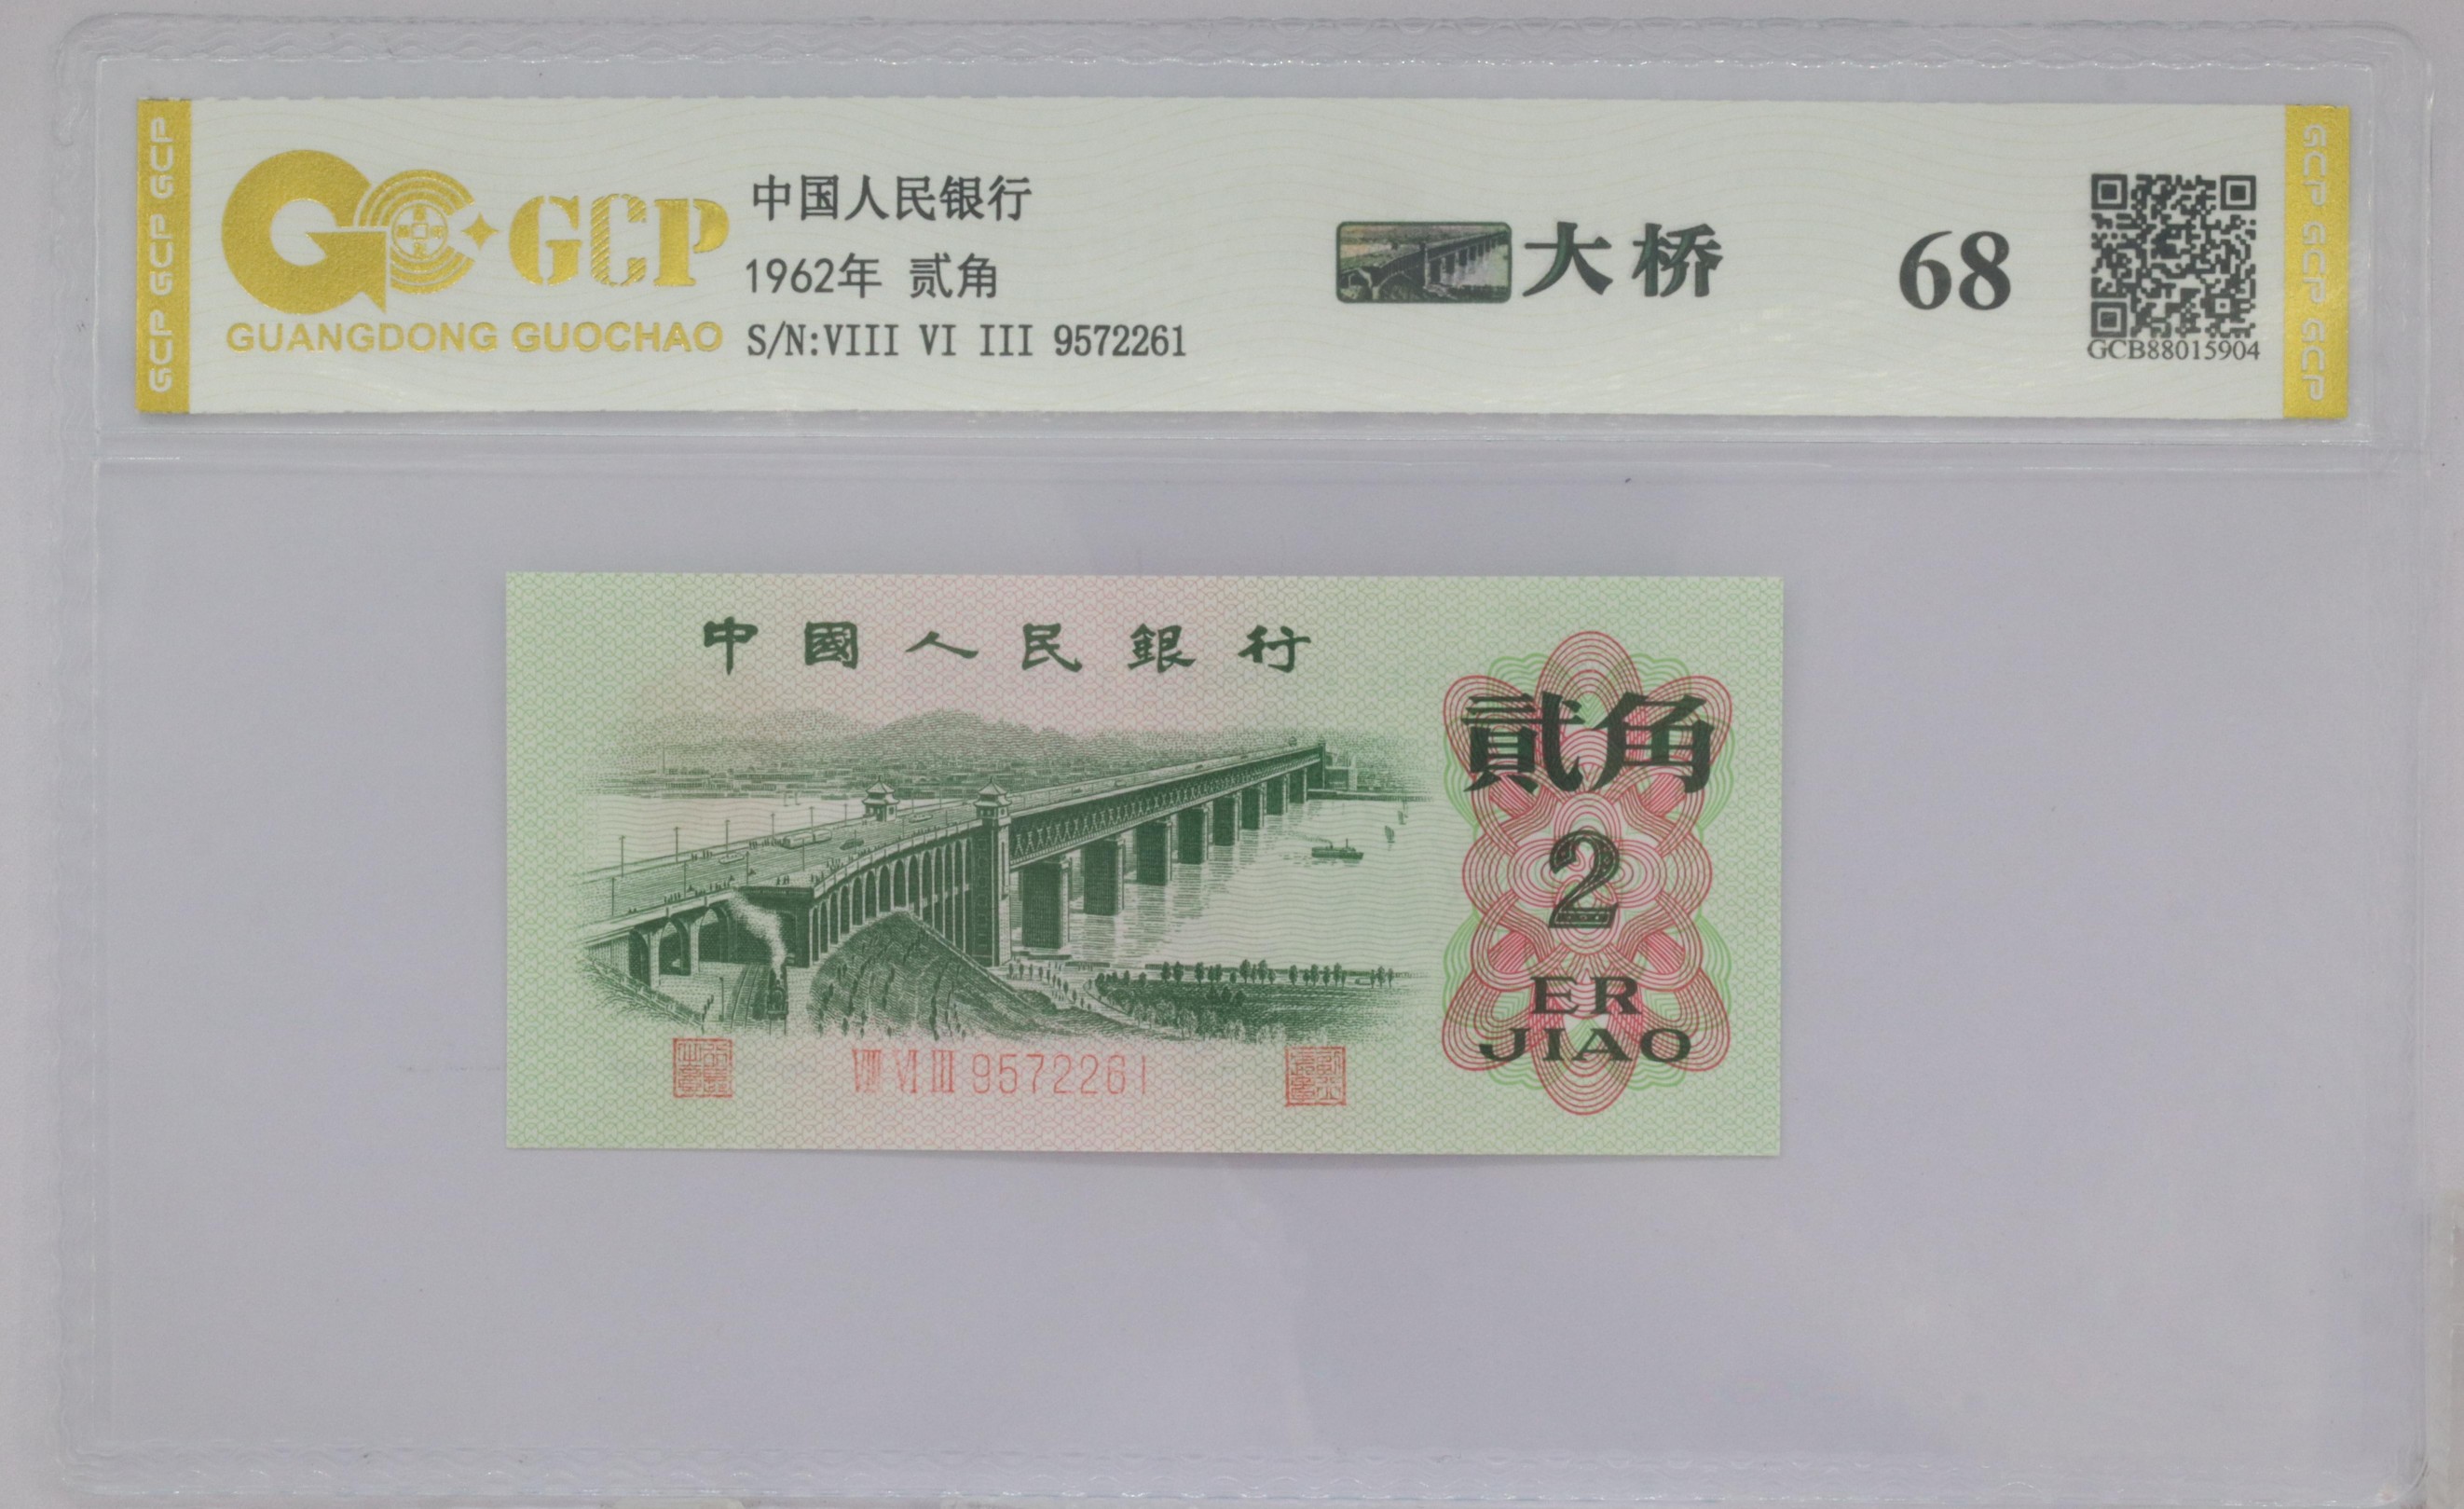 GCP GCP GCP
GCP
GUANGDONG GUOCHAO
中国人民银行
1962年 贰角
S/N:VIII VI III 9572261
大桥
68
GCB88015904
GCP GCP GCP
中國人民銀行
貳角
2
ER
JIAO
VIII VI III 9572261